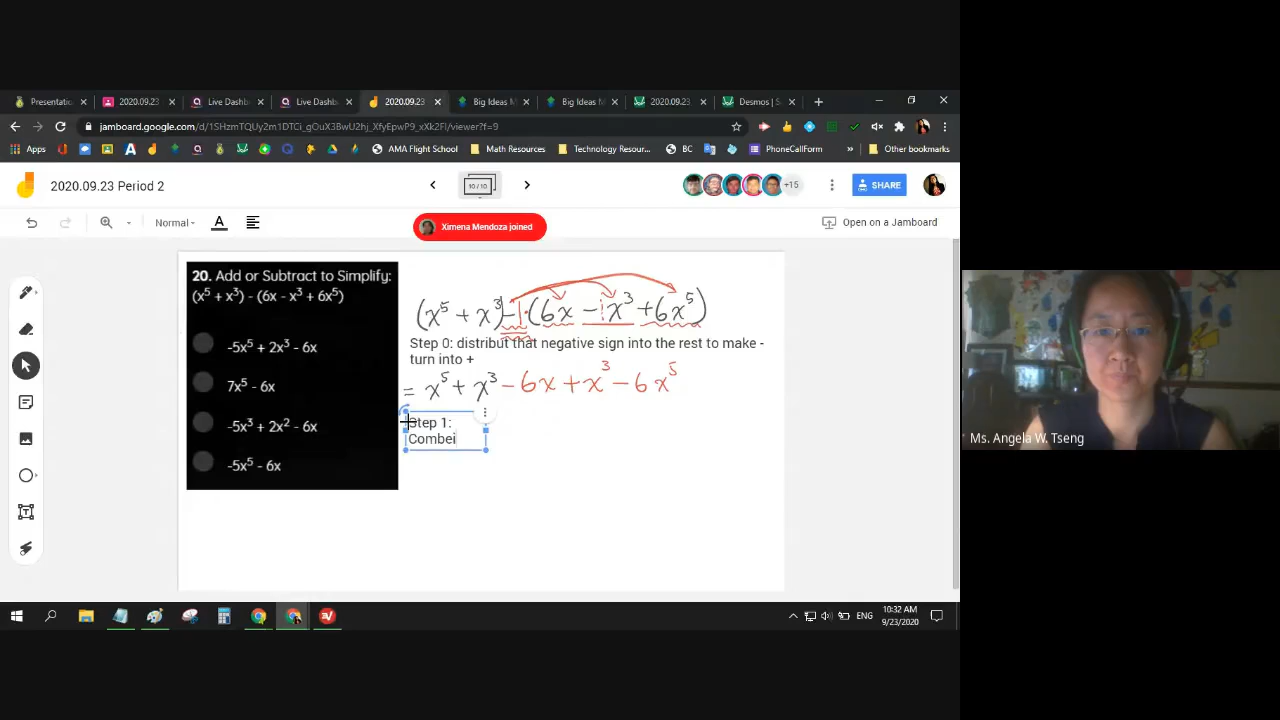 Presentatio
2020.09.23
Live Dashb
Live Dashb
2020.09.23
Big Ideas M
Big Ideas M
2020.09.23
Desmos | S
jamboard.google.com/d/1SHzmTQUy2m1DTCi_gOuX3BwU2hj_XfyEpwP9_xXk2FI/viewer?f=9
Apps
AMA Flight School
Math Resources
Technology Resour...
BC
PhoneCallForm
»
Other bookmarks
2020.09.23 Period 2
10 / 10
+15
SHARE
Normal
A
Ximena Mendoza joined
Open on a Jamboard
20. Add or Subtract to Simplify:
(x⁵ + x³) - (6x - x³ + 6x⁵)
-5x⁵ + 2x³ - 6x
7x⁵ - 6x
-5x³ + 2x² - 6x
-5x⁵ - 6x
(x⁵ + x³) -1·(6x - 1x³ + 6x⁵)
Step 0: distribut that negative sign into the rest to make -
turn into +
= x⁵ + x³ - 6x + x³ - 6x⁵
Step 1:
Combei
Ms. Angela W. Tseng
ENG
10:32 AM
9/23/2020